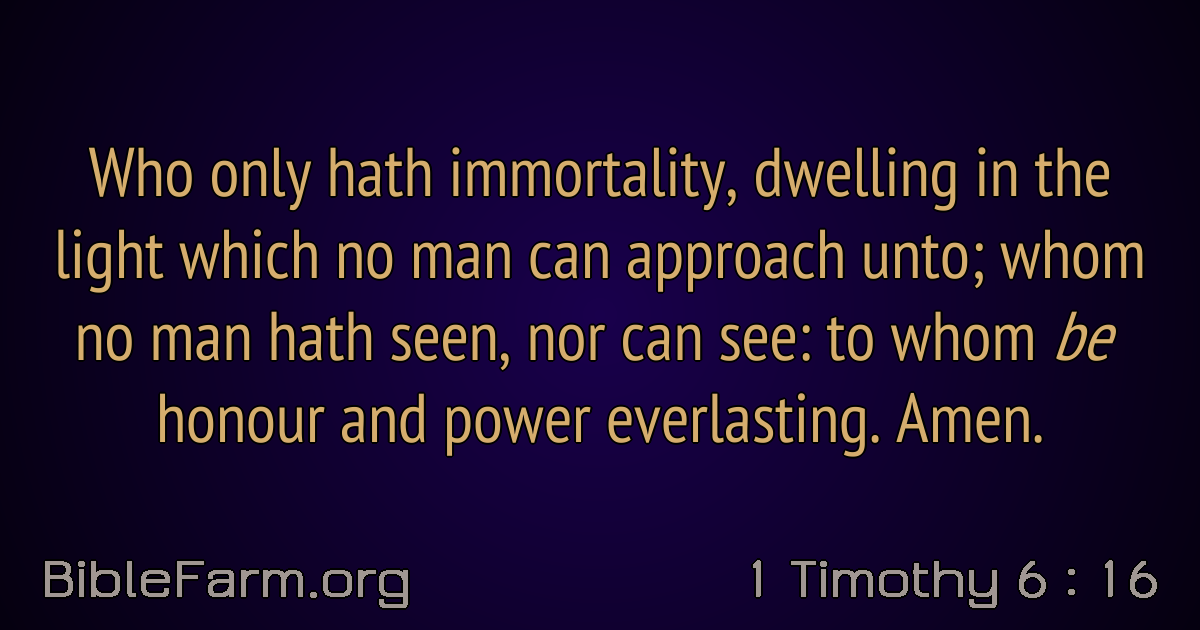 Who only hath immortality, dwelling in the
light which no man can approach unto; whom
no man hath seen, nor can see: to whom be
honour and power everlasting. Amen.
BibleFarm.org
1 Timothy 6 : 16